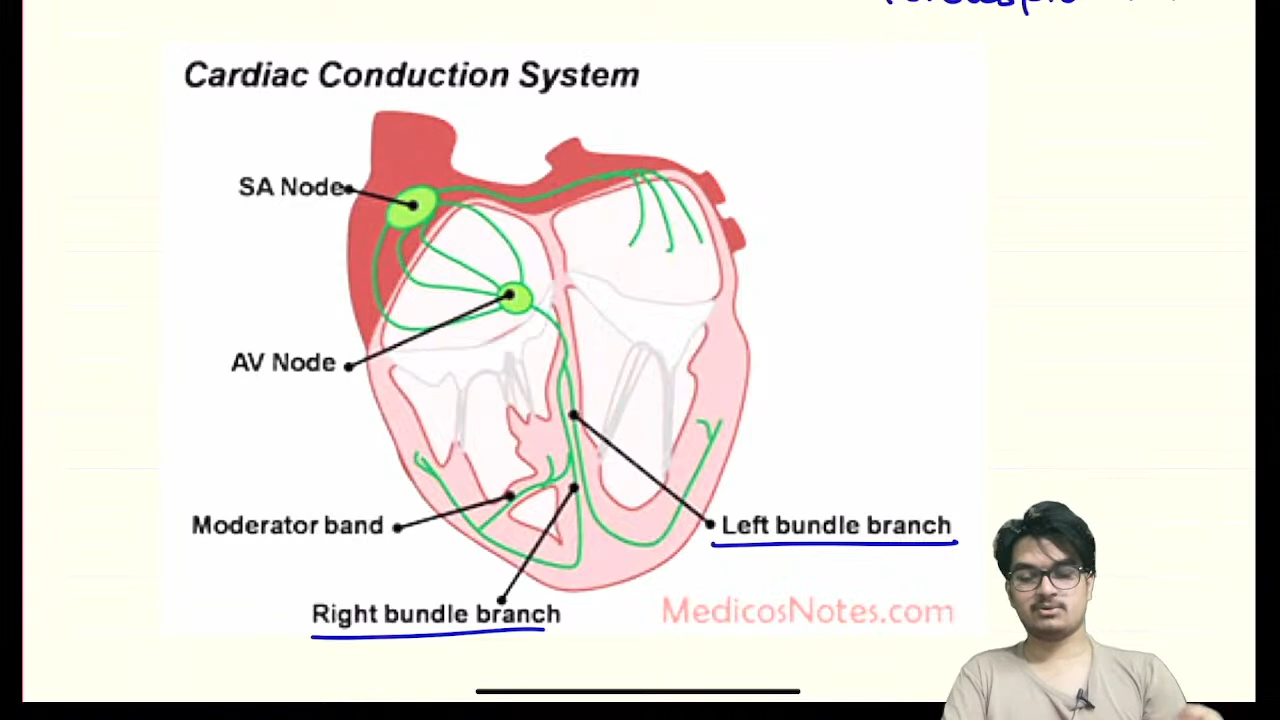 Cardiac Conduction System
SA Node
AV Node
Moderator band
Left bundle branch
Right bundle branch
MedicosNotes.com